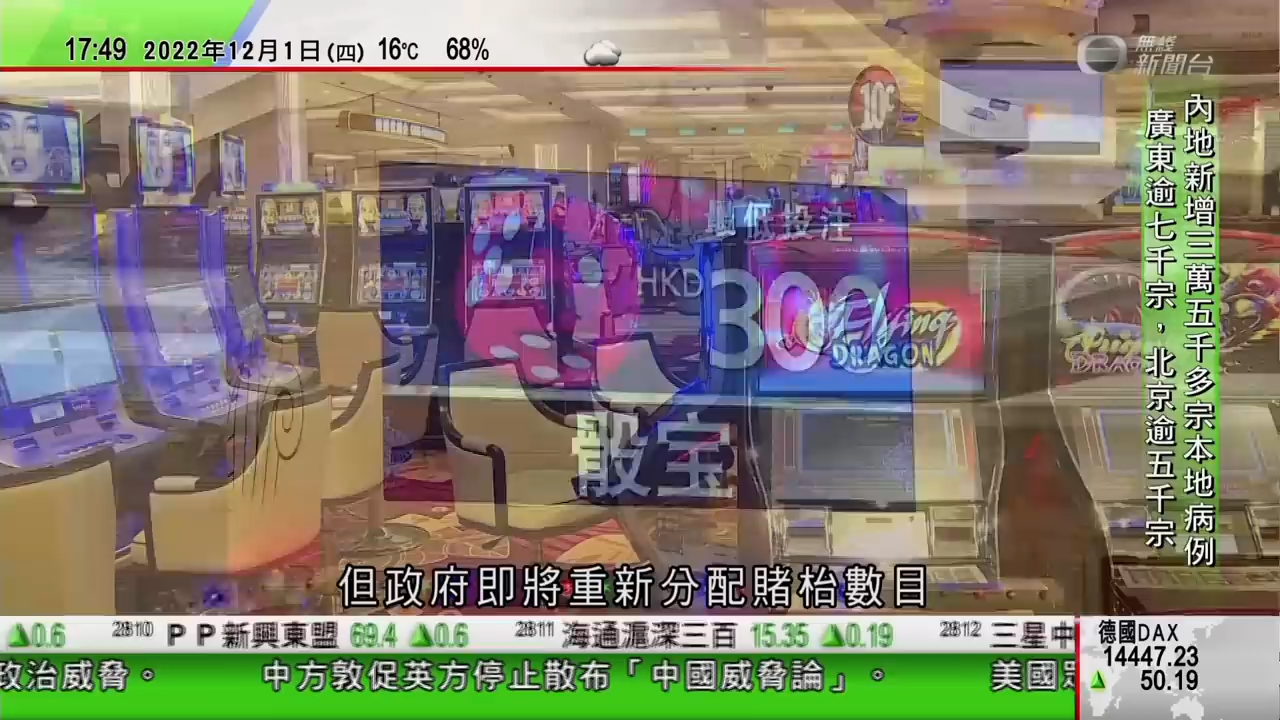 17:49 2022年12月1日(四) 16℃ 68%
無綫
新聞台
內地新增三萬五千多宗本地病例
廣東逾七千宗，北京逾五千宗
10¢
最低投注
HKD 300
Flying
DRAGON
骰宝
但政府即將重新分配賭枱數目
▲0.6 2810 PP新興東盟 69.4 ▲0.6 2811 海通滬深三百 15.35 ▲0.19 2812 三星中
政治威脅。 中方敦促英方停止散布「中國威脅論」。 美國
德國DAX
14447.23
▲ 50.19